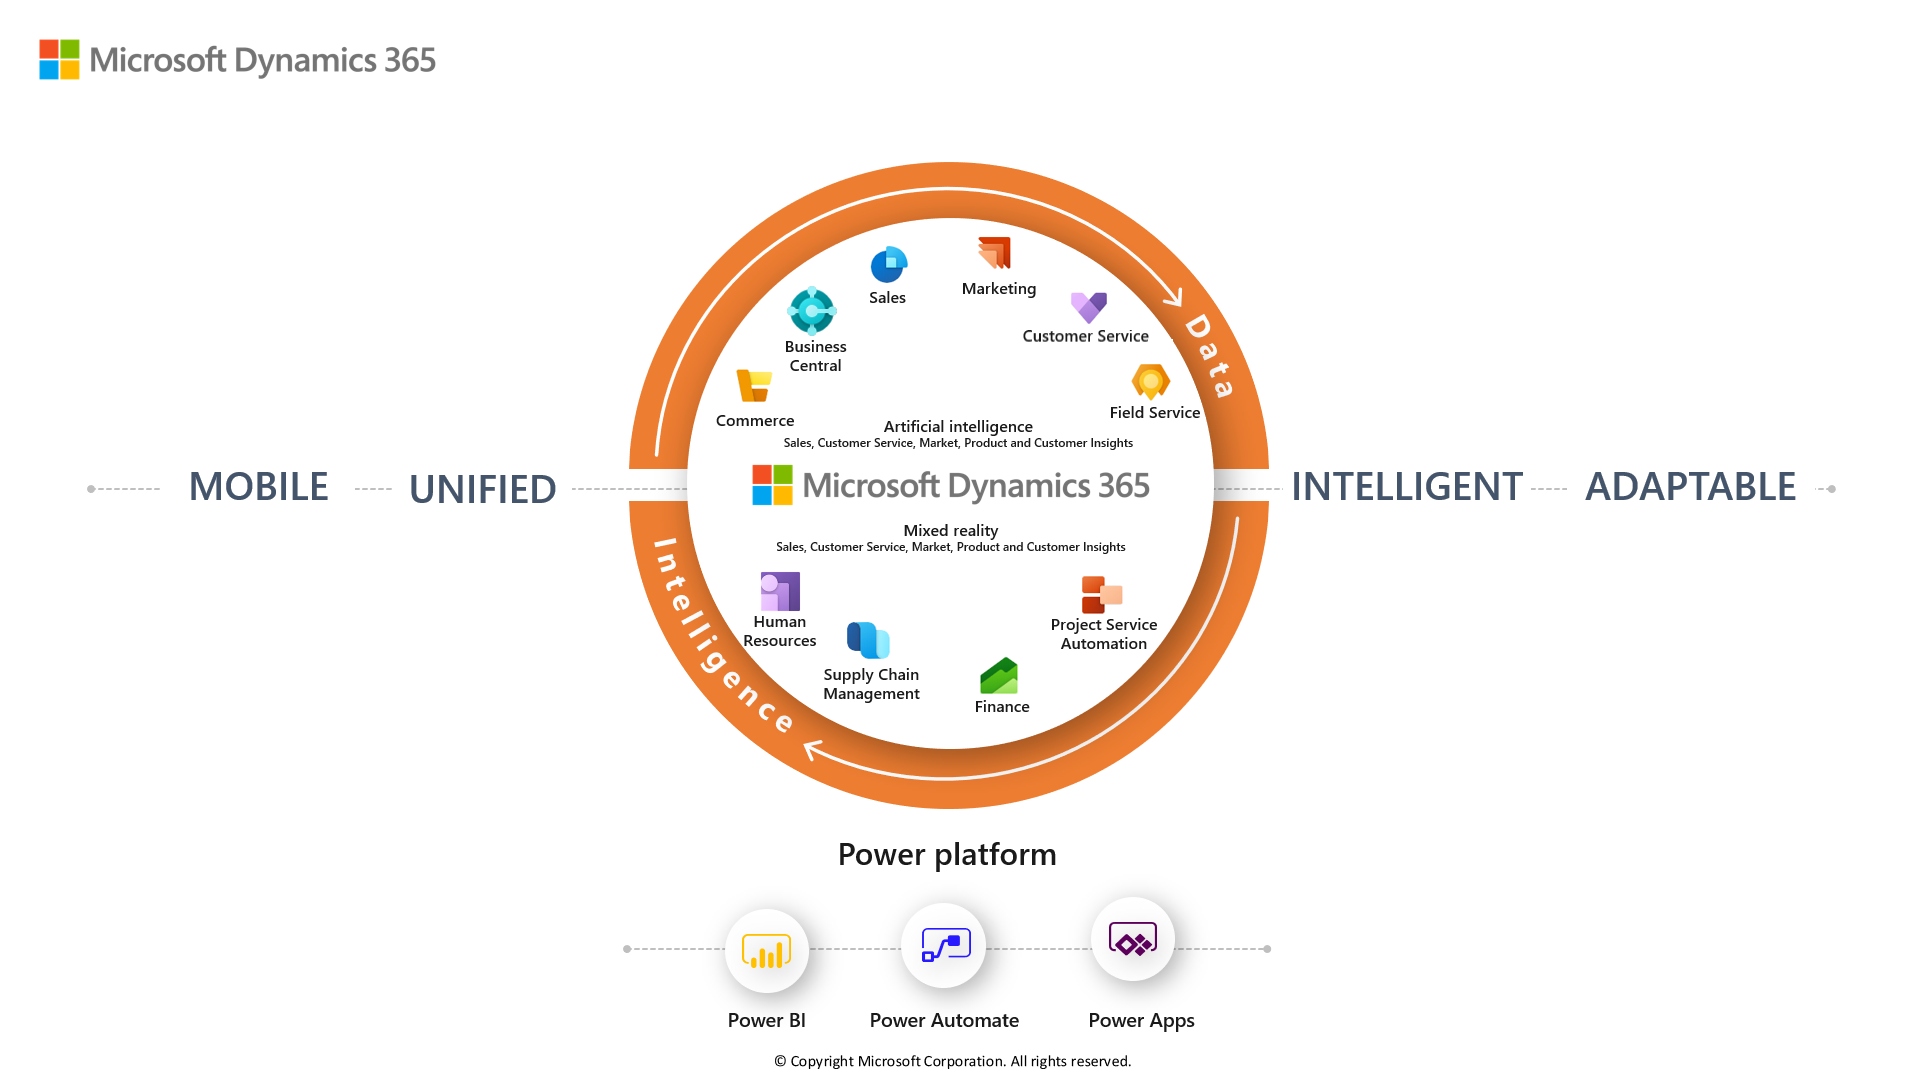 Microsoft Dynamics 365
Sales
Marketing
Business
Central
Customer Service
Commerce
Field Service
Data
Artificial intelligence
Sales, Customer Service, Market, Product and Customer Insights
MOBILE
UNIFIED
Microsoft Dynamics 365
INTELLIGENT
ADAPTABLE
Mixed reality
Sales, Customer Service, Market, Product and Customer Insights
Intelligence
Human
Resources
Project Service
Automation
Supply Chain
Management
Finance
Power platform
Power BI
Power Automate
Power Apps
© Copyright Microsoft Corporation. All rights reserved.